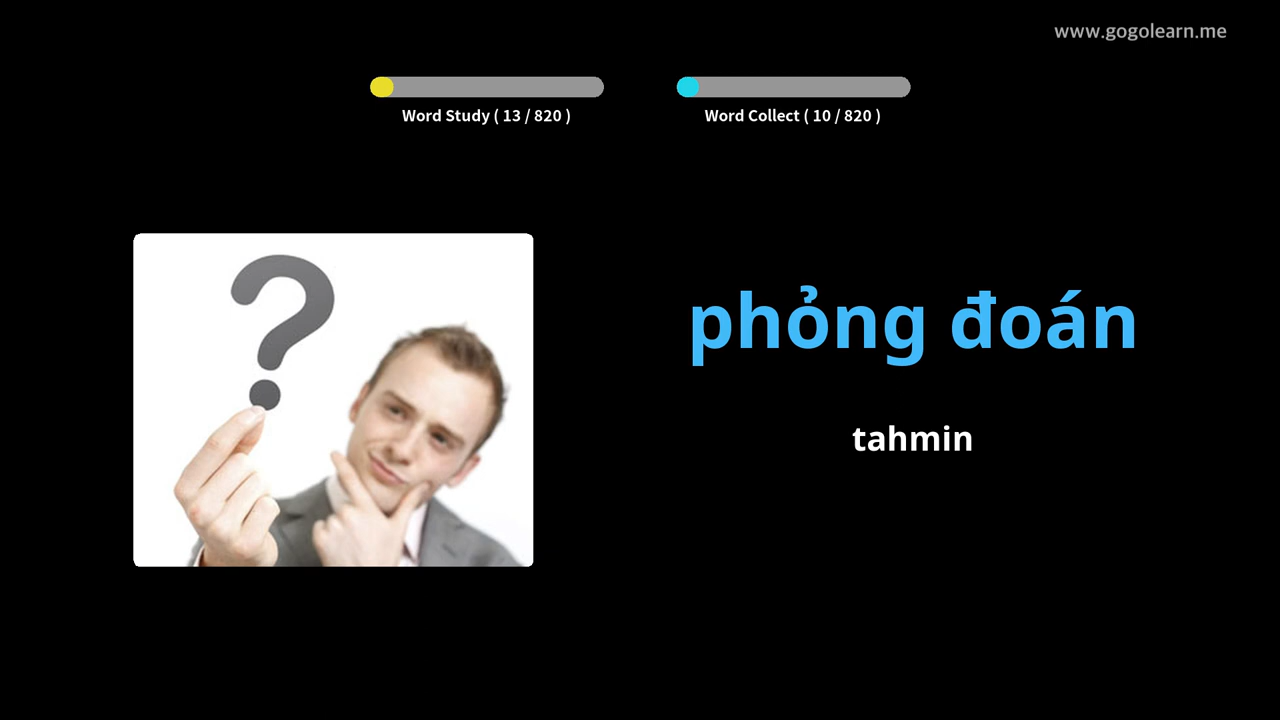 www.gogolearn.me
Word Study ( 13 / 820 )
Word Collect ( 10 / 820 )
?
phỏng đoán
tahmin